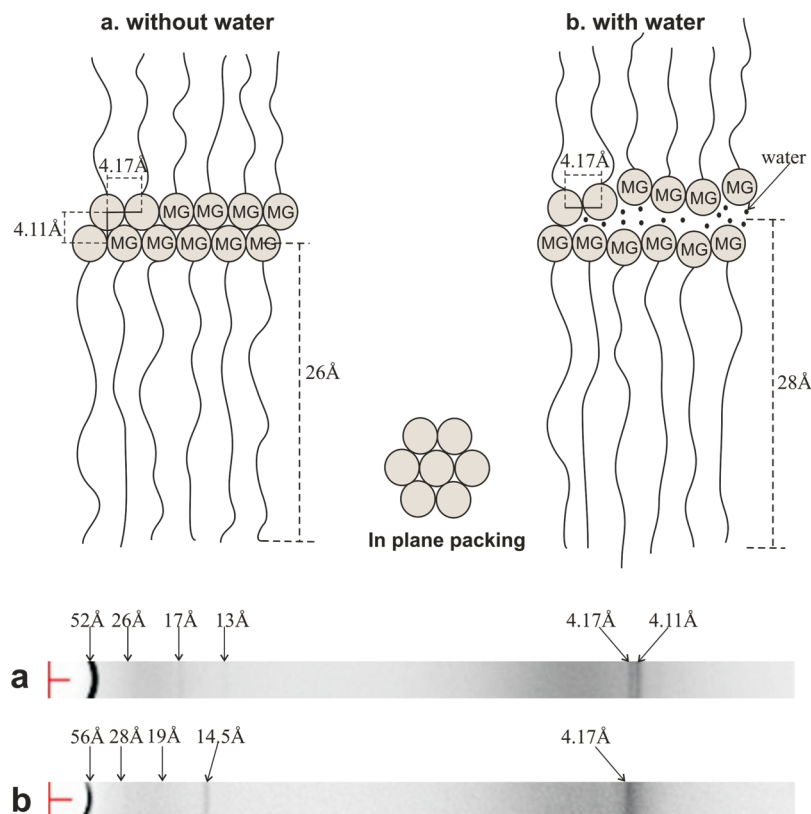 a. without water
b. with water
4.17Å
4.17Å
water
MG MG MG MG
MG
MG
MG
MG
4.11Å
MG MG MG MG MG
MG MG MG MG MG MG
26Å
28Å
In plane packing
52Å 26Å 17Å 13Å 4.17Å 4.11Å
a
56Å 28Å 19Å 14.5Å 4.17Å
b